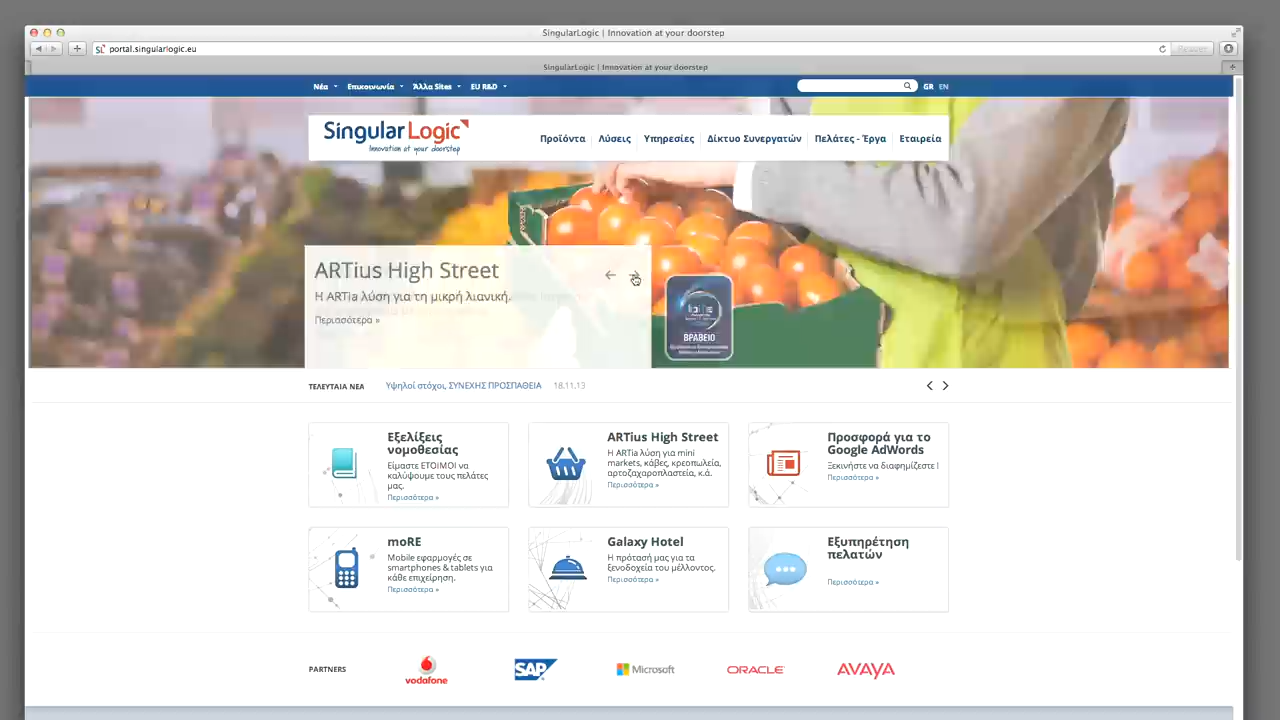 SingularLogic | Innovation at your doorstep
portal.singularlogic.eu
Reader
SingularLogic | Innovation at your doorstep
Νέα Επικοινωνία Άλλα Sites EU R&D GR EN
SingularLogic
Innovation at your doorstep
Προϊόντα Λύσεις Υπηρεσίες Δίκτυο Συνεργατών Πελάτες - Έργα Εταιρεία
ARTius High Street
Η ARTia λύση για τη μικρή λιανική.
Περισσότερα »
ΒΡΑΒΕΙΟ
ΤΕΛΕΥΤΑΙΑ ΝΕΑ Υψηλοί στόχοι, ΣΥΝΕΧΗΣ ΠΡΟΣΠΑΘΕΙΑ 18.11.13
Εξελίξεις
νομοθεσίας
Είμαστε ΕΤΟΙΜΟΙ να
καλύψουμε τους πελάτες
μας.
Περισσότερα »
ARTius High Street
Η ARTia λύση για mini
markets, κάβες, κρεοπωλεία,
αρτοζαχαροπλαστεία, κ.ά.
Περισσότερα »
Προσφορά για το
Google AdWords
Ξεκινήστε να διαφημίζεστε !
Περισσότερα »
moRE
Mobile εφαρμογές σε
smartphones & tablets για
κάθε επιχείρηση.
Περισσότερα »
Galaxy Hotel
Η πρότασή μας για τα
ξενοδοχεία του μέλλοντος.
Περισσότερα »
Εξυπηρέτηση
πελατών
Περισσότερα »
PARTNERS
vodafone
SAP
Microsoft
ORACLE
AVAYA